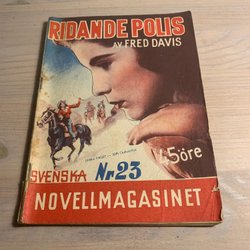 RIDANDE POLIS
AV FRED DAVIS
45öre
SVENSKA Nr 23
NOVELLMAGASINET